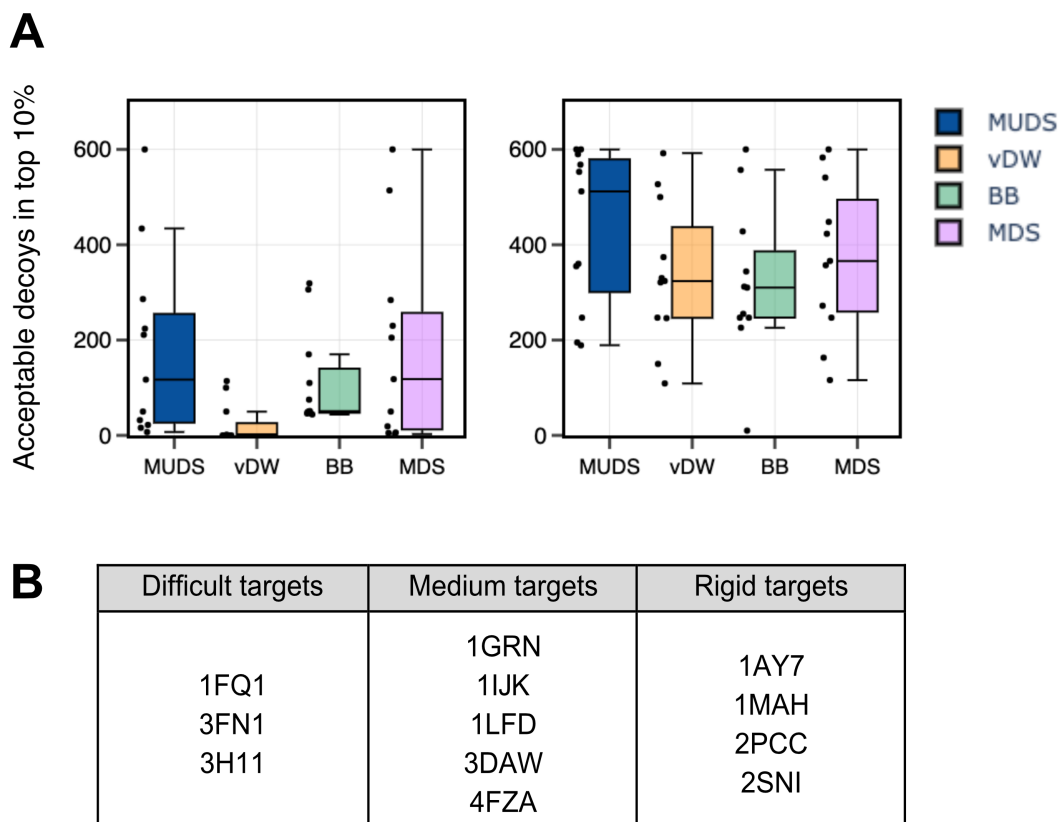 A
Acceptable decoys in top 10%
600
400
200
0
MUDS vDW BB MDS
600
400
200
0
MUDS vDW BB MDS
MUDS
vDW
BB
MDS
B
Difficult targets Medium targets Rigid targets
1FQ1
3FN1
3H11
1GRN
1IJK
1LFD
3DAW
4FZA
1AY7
1MAH
2PCC
2SNI